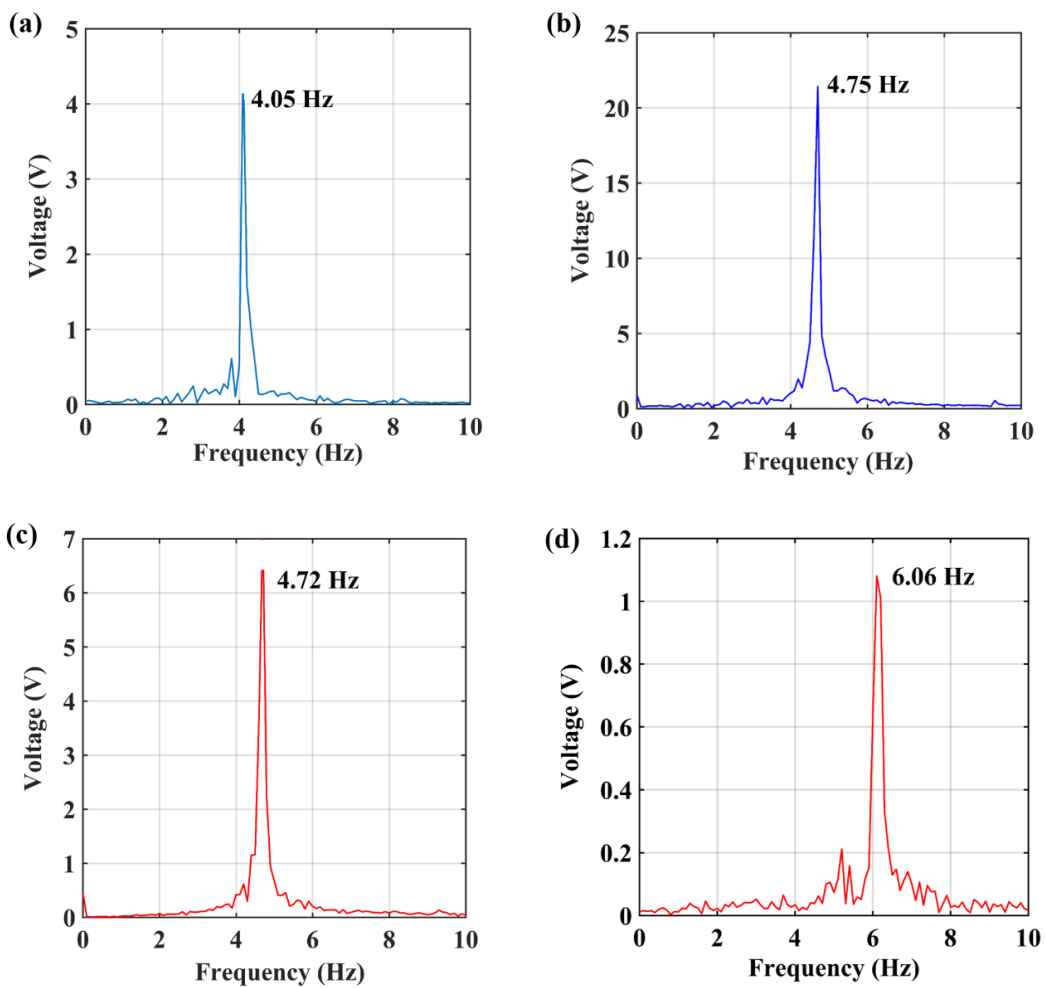 (a)
5
4
3
2
1
0
Voltage (V)
4.05 Hz
0 2 4 6 8 10
Frequency (Hz)
(b)
25
20
15
10
5
0
Voltage (V)
4.75 Hz
0 2 4 6 8 10
Frequency (Hz)
(c)
7
6
5
4
3
2
1
0
Voltage (V)
4.72 Hz
0 2 4 6 8 10
Frequency (Hz)
(d)
1.2
1
0.8
0.6
0.4
0.2
0
Voltage (V)
6.06 Hz
0 2 4 6 8 10
Frequency (Hz)